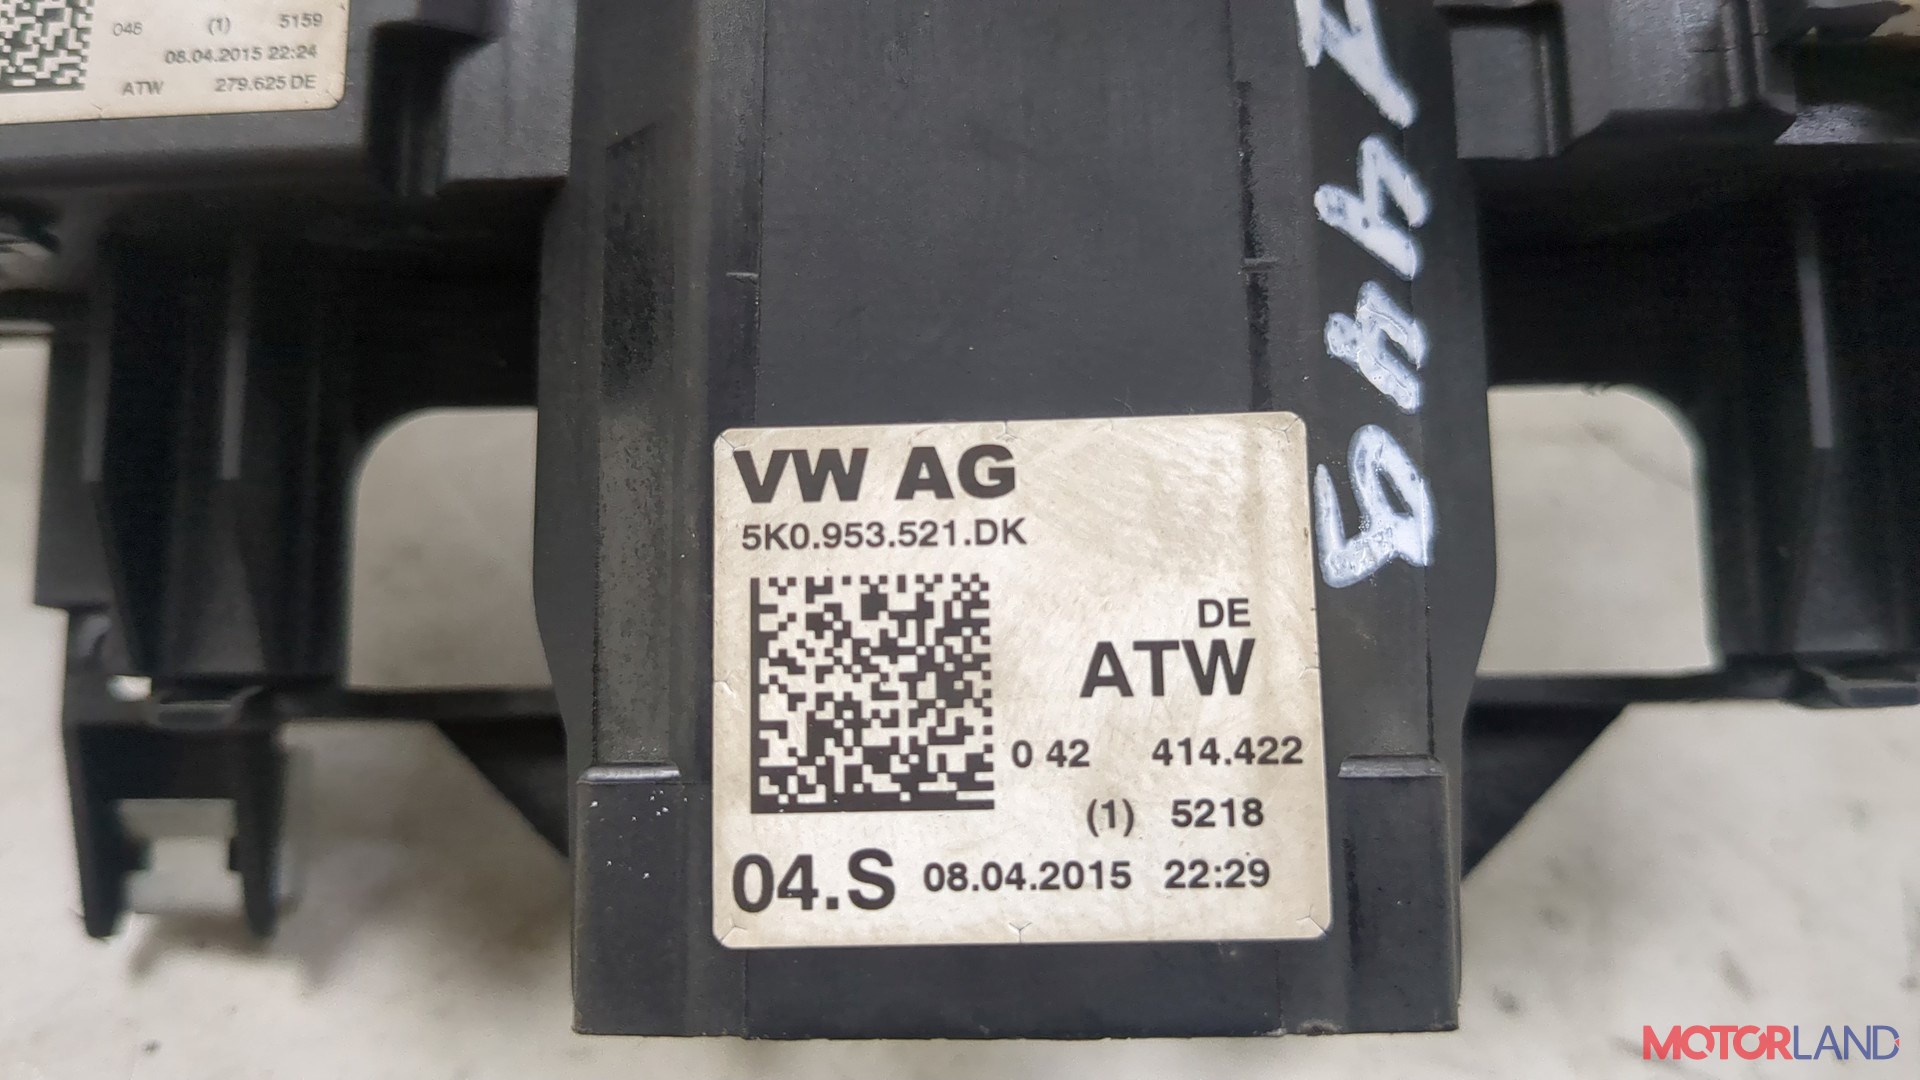 046 (1) 5159
08.04.2015 22:24
ATW 279.625 DE
VW AG
5K0.953.521.DK
DE
ATW
0 42 414.422
(1) 5218
04.S 08.04.2015 22:29
MOTORLAND